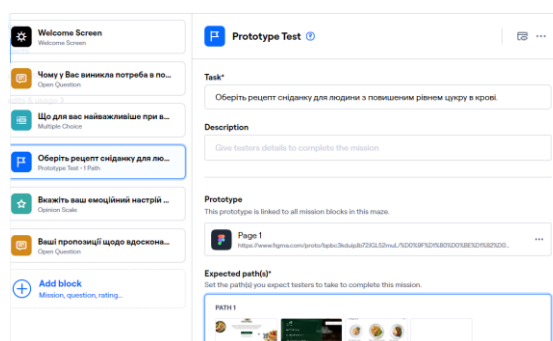 Welcome Screen
Welcome Screen
Чому у Вас виникла потреба в по...
Open Question
Що для вас найважливіше при в...
Multiple Choice
Оберіть рецепт сніданку для лю...
Prototype Test • 1 Path
Вкажіть ваш емоційний настрій ...
Opinion Scale
Ваші пропозиції щодо вдоскона...
Open Question
Add block
Mission, question, rating...
Prototype Test
Task*
Оберіть рецепт сніданку для людини з повишеним рівнем цукру в крові.
Description
Give testers details to complete the mission
Prototype
This prototype is linked to all mission blocks in this maze.
Page 1
Expected path(s)*
Set the path(s) you expect testers to take to complete this mission.
PATH 1